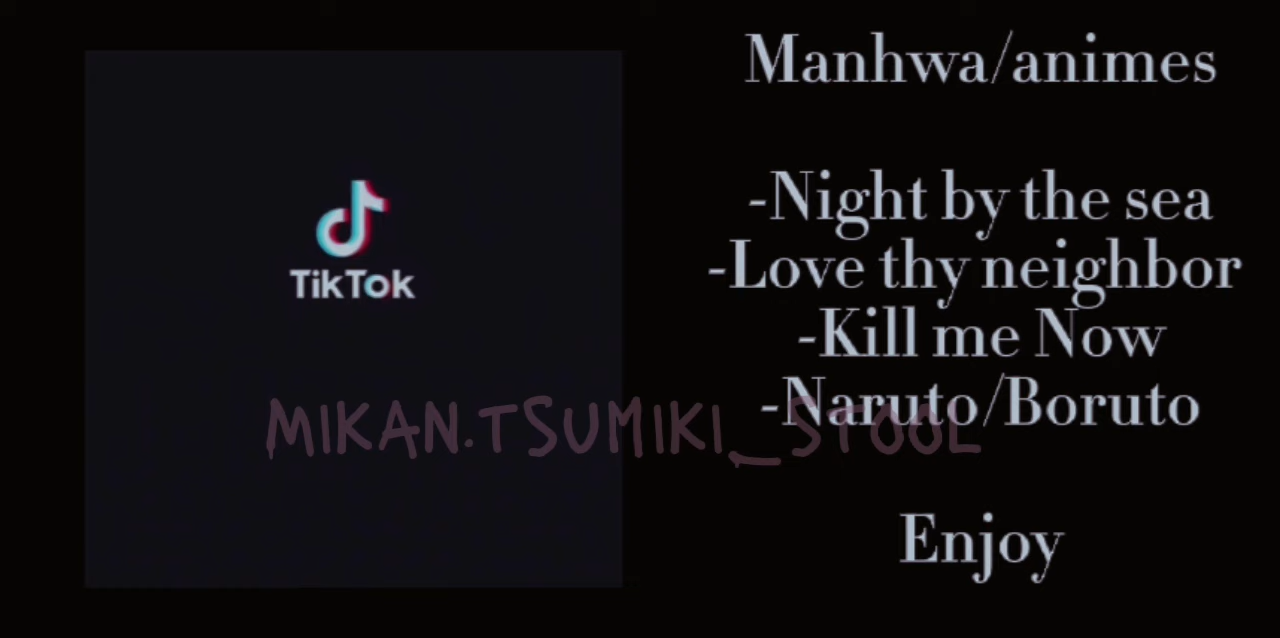 TikTok
Manhwa/animes
-Night by the sea
-Love thy neighbor
-Kill me Now
-Naruto/Boruto
MIKAN.TSUMIKI_STOOL
Enjoy